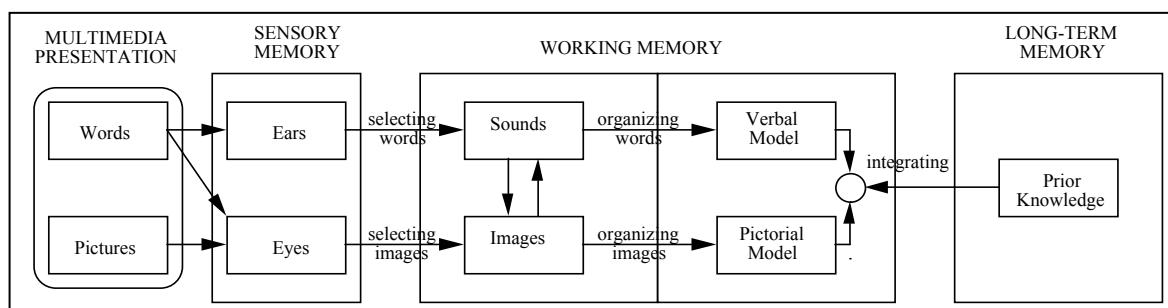 MULTIMEDIA
PRESENTATION
SENSORY
MEMORY
WORKING MEMORY
LONG-TERM
MEMORY
Words
Ears
selecting
words
Sounds
organizing
words
Verbal
Model
integrating
Prior
Knowledge
Pictures
Eyes
selecting
images
Images
organizing
images
Pictorial
Model